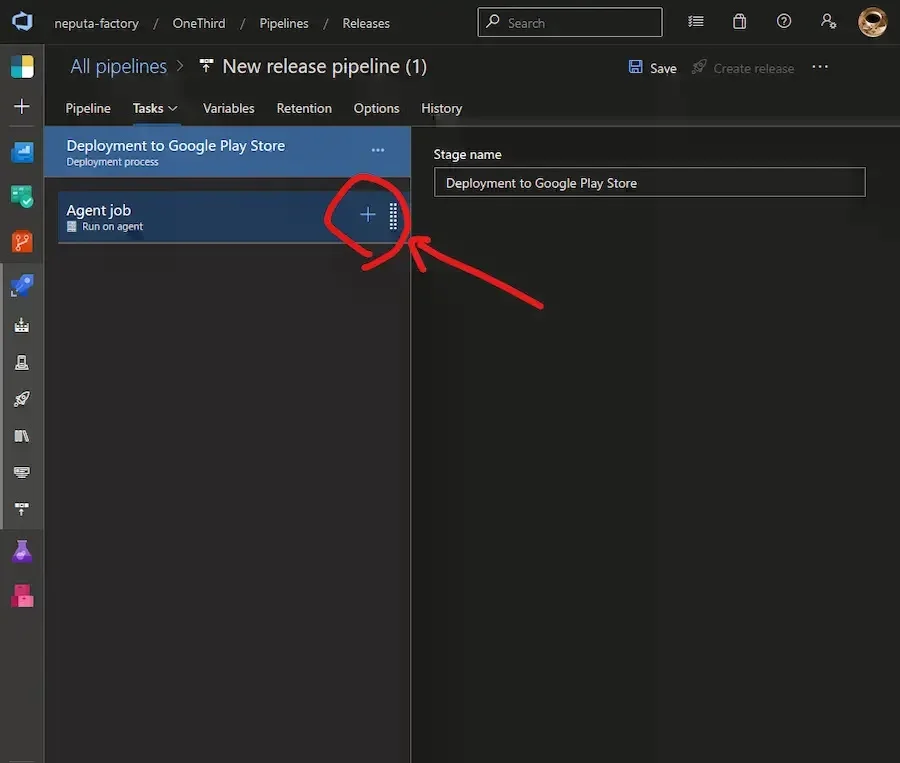 neputa-factory / OneThird / Pipelines / Releases
Search
All pipelines > New release pipeline (1)
Save
Create release
Pipeline Tasks Variables Retention Options History
Deployment to Google Play Store
Deployment process
Stage name
Deployment to Google Play Store
Agent job
Run on agent